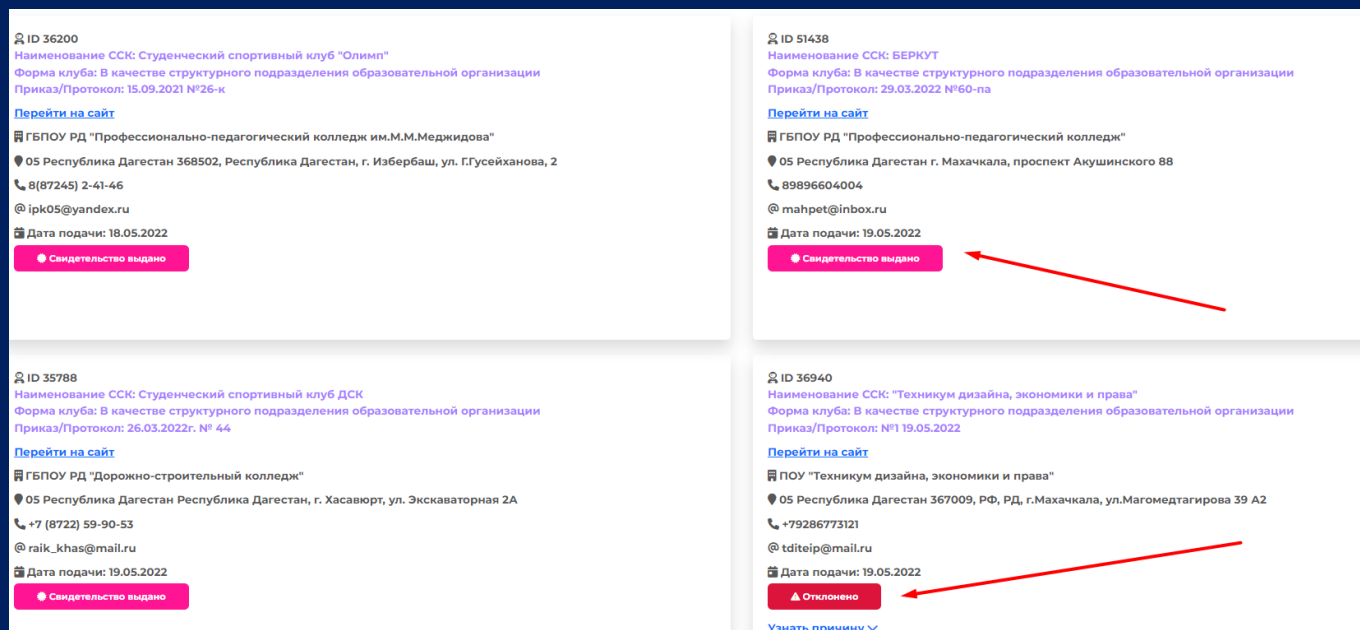 ID 36200
Наименование ССК: Студенческий спортивный клуб "Олимп"
Форма клуба: В качестве структурного подразделения образовательной организации
Приказ/Протокол: 15.09.2021 №26-к
Перейти на сайт
ГБПОУ РД "Профессионально-педагогический колледж им.М.М.Меджидова"
05 Республика Дагестан 368502, Республика Дагестан, г. Избербаш, ул. Г.Гусейханова, 2
8(87245) 2-41-46
@ ipk05@yandex.ru
Дата подачи: 18.05.2022
Свидетельство выдано
ID 51438
Наименование ССК: БЕРКУТ
Форма клуба: В качестве структурного подразделения образовательной организации
Приказ/Протокол: 29.03.2022 №60-па
Перейти на сайт
ГБПОУ РД "Профессионально-педагогический колледж"
05 Республика Дагестан г. Махачкала, проспект Акушинского 88
89896604004
@ mahpet@inbox.ru
Дата подачи: 19.05.2022
Свидетельство выдано
ID 35788
Наименование ССК: Студенческий спортивный клуб ДСК
Форма клуба: В качестве структурного подразделения образовательной организации
Приказ/Протокол: 26.03.2022г. № 44
Перейти на сайт
ГБПОУ РД "Дорожно-строительный колледж"
05 Республика Дагестан Республика Дагестан, г. Хасавюрт, ул. Экскаваторная 2А
+7 (8722) 59-90-53
@ raik_khas@mail.ru
Дата подачи: 19.05.2022
Свидетельство выдано
ID 36940
Наименование ССК: "Техникум дизайна, экономики и права"
Форма клуба: В качестве структурного подразделения образовательной организации
Приказ/Протокол: №1 19.05.2022
Перейти на сайт
ПОУ "Техникум дизайна, экономики и права"
05 Республика Дагестан 367009, РФ, РД, г.Махачкала, ул.Магомедтагирова 39 А2
+79286773121
@ tditeip@mail.ru
Дата подачи: 19.05.2022
Отклонено
Узнать причину